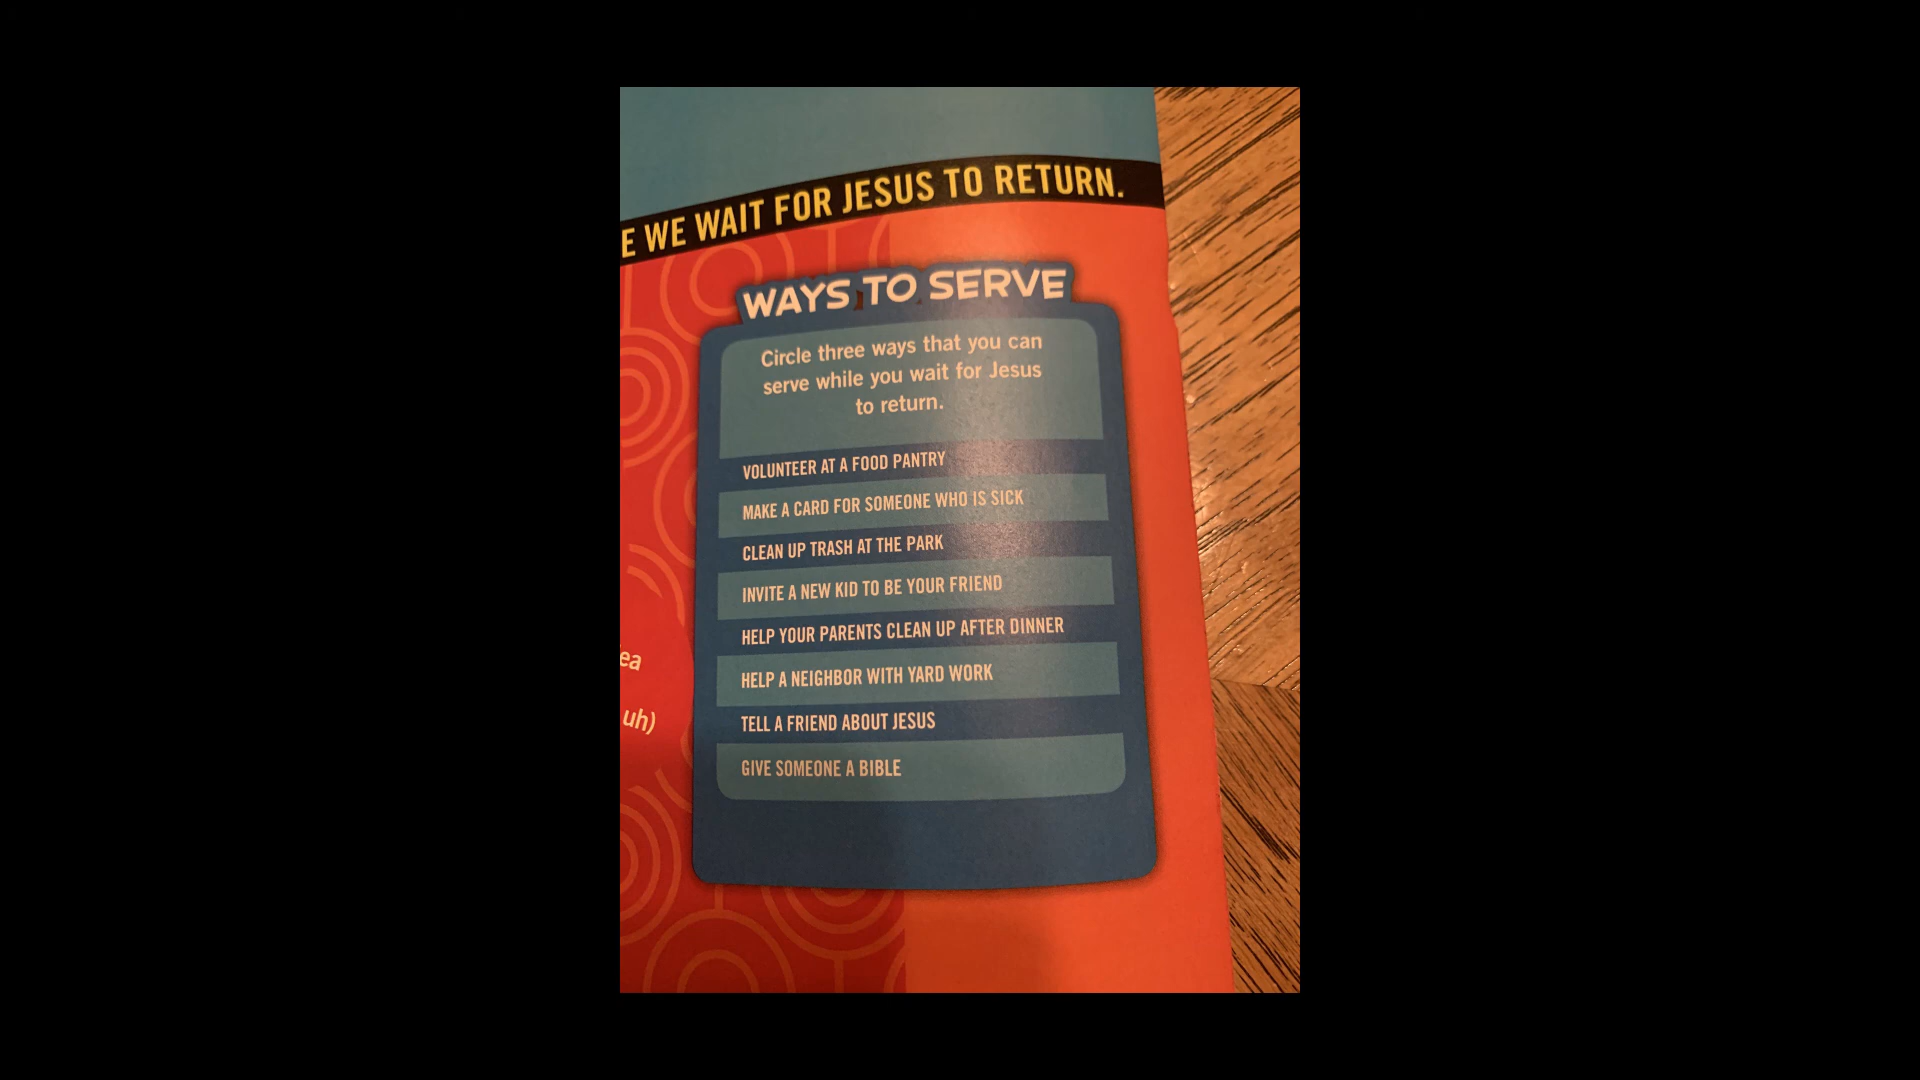 E WE WAIT FOR JESUS TO RETURN.
WAYS TO SERVE
Circle three ways that you can
serve while you wait for Jesus
to return.
VOLUNTEER AT A FOOD PANTRY
MAKE A CARD FOR SOMEONE WHO IS SICK
CLEAN UP TRASH AT THE PARK
INVITE A NEW KID TO BE YOUR FRIEND
HELP YOUR PARENTS CLEAN UP AFTER DINNER
HELP A NEIGHBOR WITH YARD WORK
TELL A FRIEND ABOUT JESUS
GIVE SOMEONE A BIBLE
ea
uh)